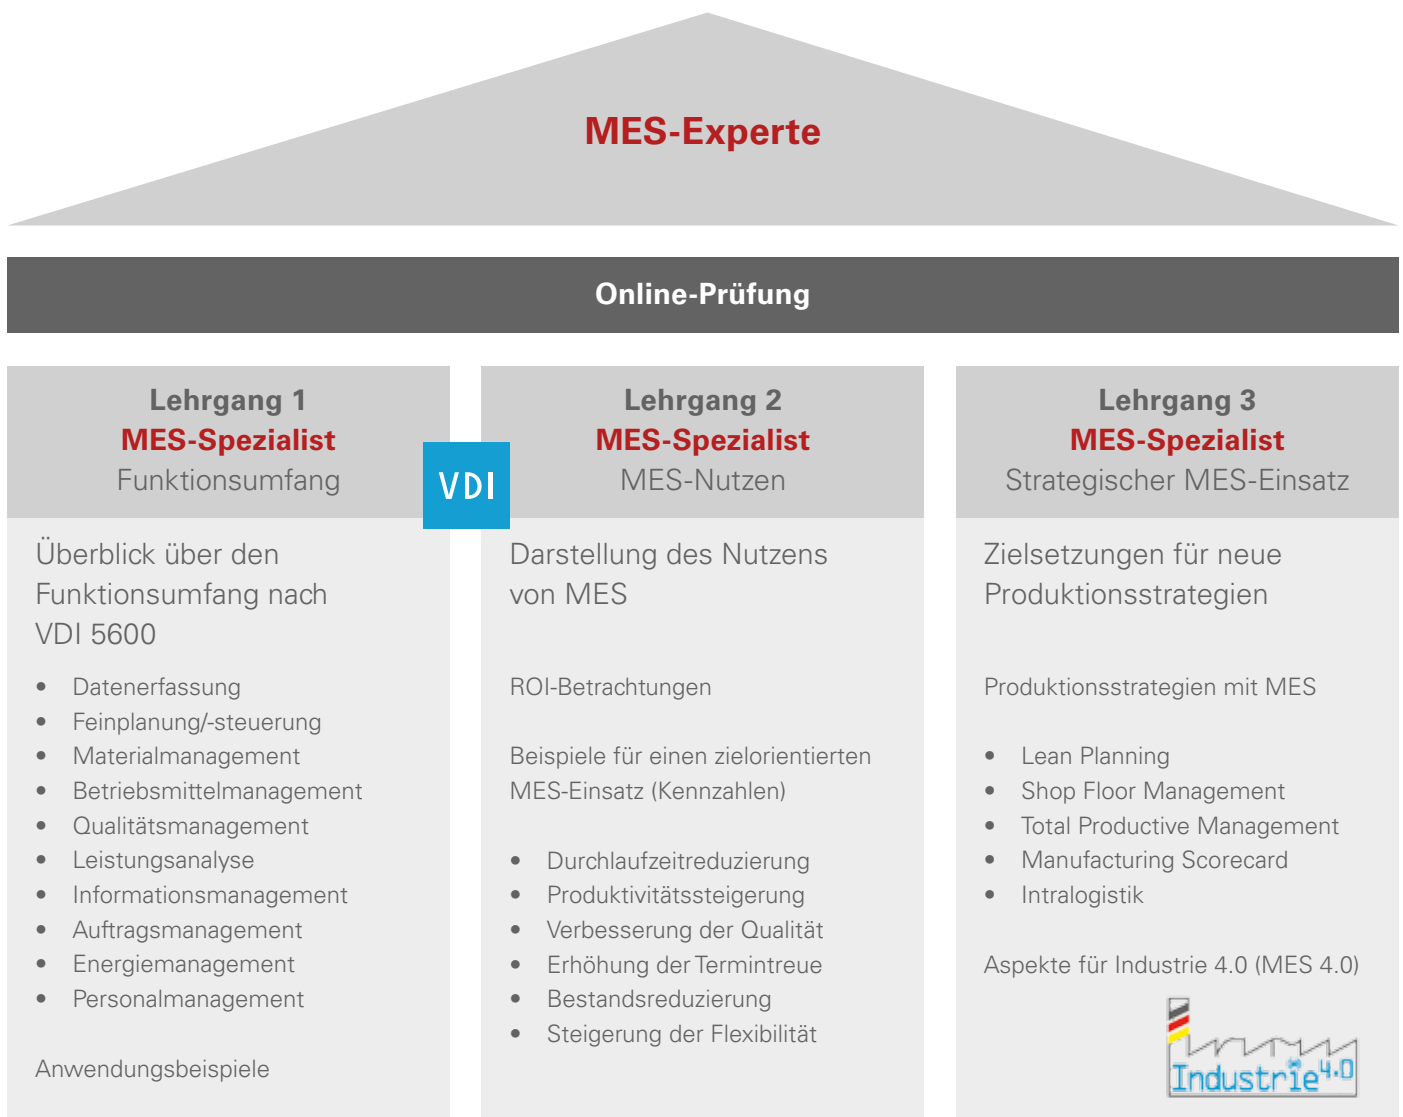 MES-Experte
Online-Prüfung
Lehrgang 1
MES-Spezialist
Funktionsumfang
VDI
Überblick über den
Funktionsumfang nach
VDI 5600
• Datenerfassung
• Feinplanung/-steuerung
• Materialmanagement
• Betriebsmittelmanagement
• Qualitätsmanagement
• Leistungsanalyse
• Informationsmanagement
• Auftragsmanagement
• Energiemanagement
• Personalmanagement
Anwendungsbeispiele
Lehrgang 2
MES-Spezialist
MES-Nutzen
Darstellung des Nutzens
von MES
ROI-Betrachtungen
Beispiele für einen zielorientierten
MES-Einsatz (Kennzahlen)
• Durchlaufzeitreduzierung
• Produktivitätssteigerung
• Verbesserung der Qualität
• Erhöhung der Termintreue
• Bestandsreduzierung
• Steigerung der Flexibilität
Lehrgang 3
MES-Spezialist
Strategischer MES-Einsatz
Zielsetzungen für neue
Produktionsstrategien
Produktionsstrategien mit MES
• Lean Planning
• Shop Floor Management
• Total Productive Management
• Manufacturing Scorecard
• Intralogistik
Aspekte für Industrie 4.0 (MES 4.0)
Industrie 4.0